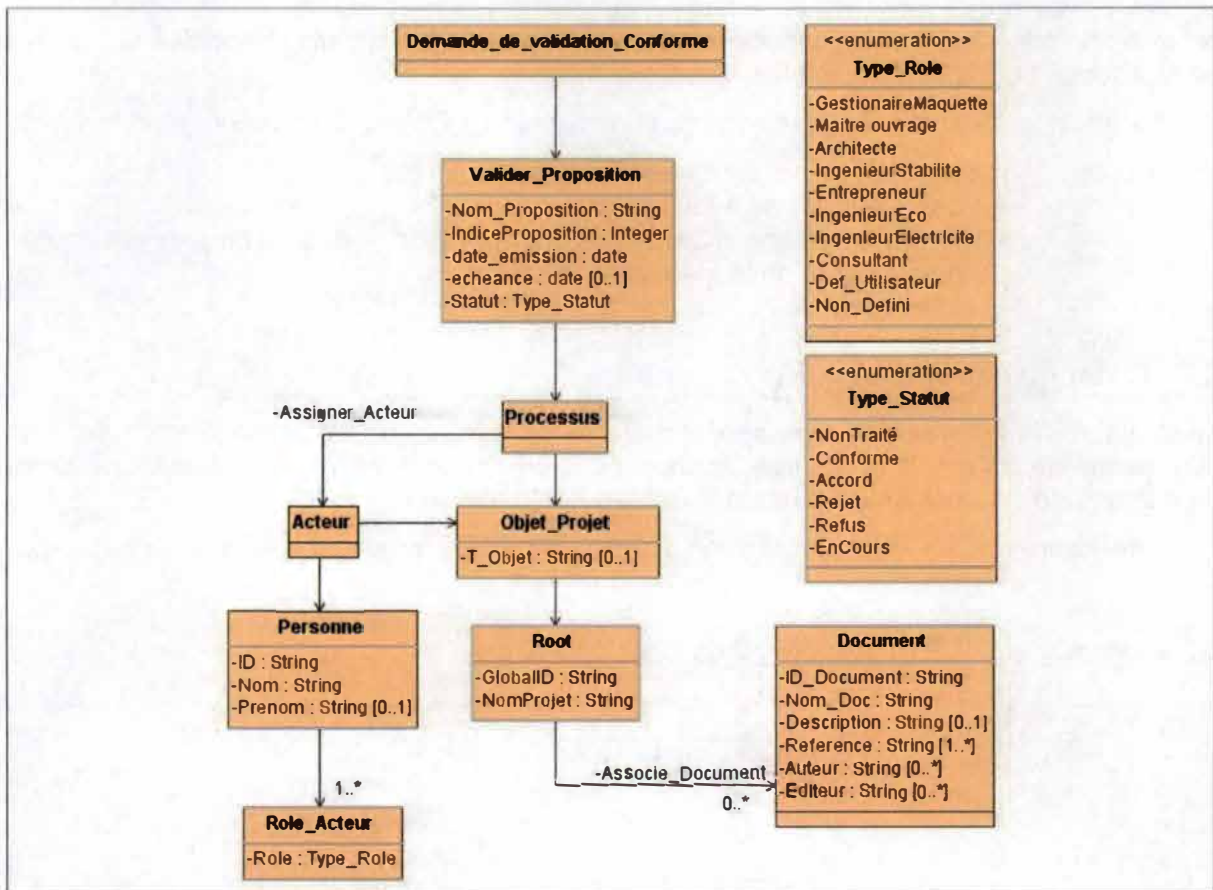 Demande_de_validation_Conforme
Valider_Proposition
-Nom_Proposition : String
-IndiceProposition : Integer
-date_emission : date
-echeance : date [0..1]
-Statut : Type_Statut
<<enumeration>>
Type_Role
-GestionaireMaquette
-Maitre ouvrage
-Architecte
-IngenieurStabilite
-Entrepreneur
-IngenieurEco
-IngenieurElectricite
-Consultant
-Def_Utilisateur
-Non_Defini
<<enumeration>>
Type_Statut
-NonTraité
-Conforme
-Accord
-Rejet
-Refus
-EnCours
-Assigner_Acteur
Processus
Acteur
Objet_Projet
-T_Objet : String [0..1]
Personne
-ID : String
-Nom : String
-Prenom : String [0..1]
Root
-GlobalID : String
-NomProjet : String
Document
-ID_Document : String
-Nom_Doc : String
-Description : String [0..1]
-Reference : String [1..*]
-Auteur : String [0..*]
-Editeur : String [0..*]
-Associe_Document
0..*
1..*
Role_Acteur
-Role : Type_Role